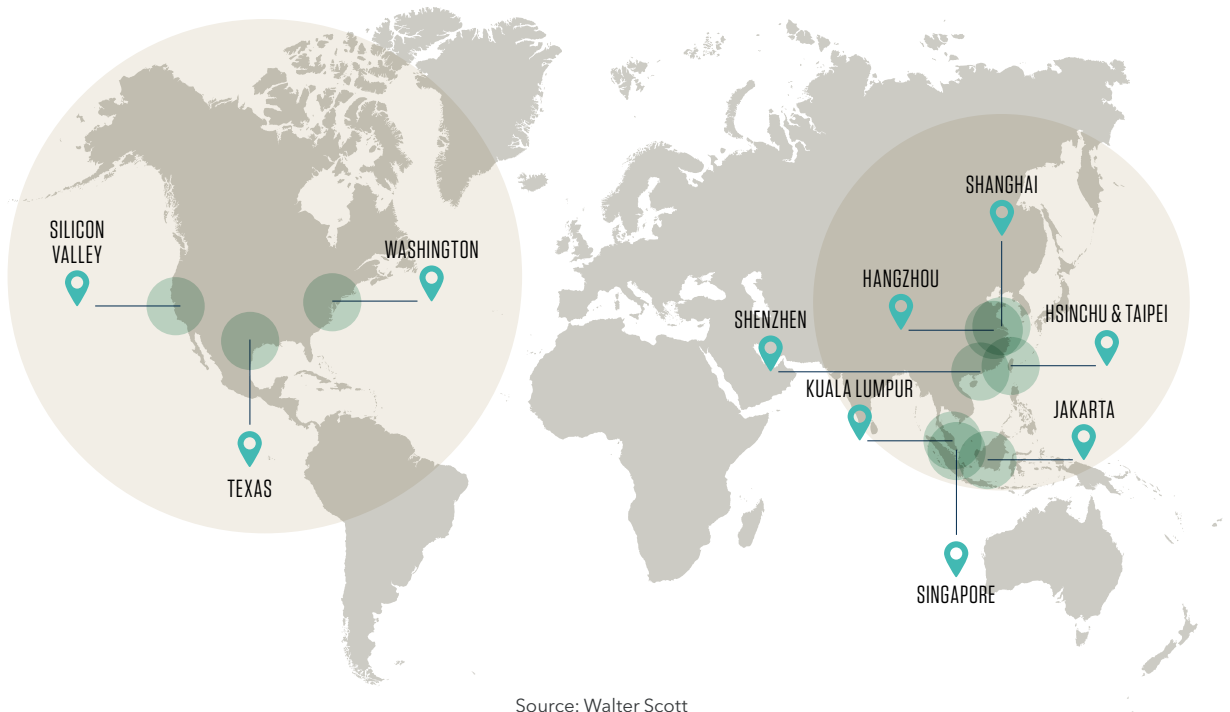 SILICON
VALLEY
WASHINGTON
TEXAS
SHANGHAI
HANGZHOU
HSINCHU & TAIPEI
SHENZHEN
KUALA LUMPUR
JAKARTA
SINGAPORE
Source: Walter Scott